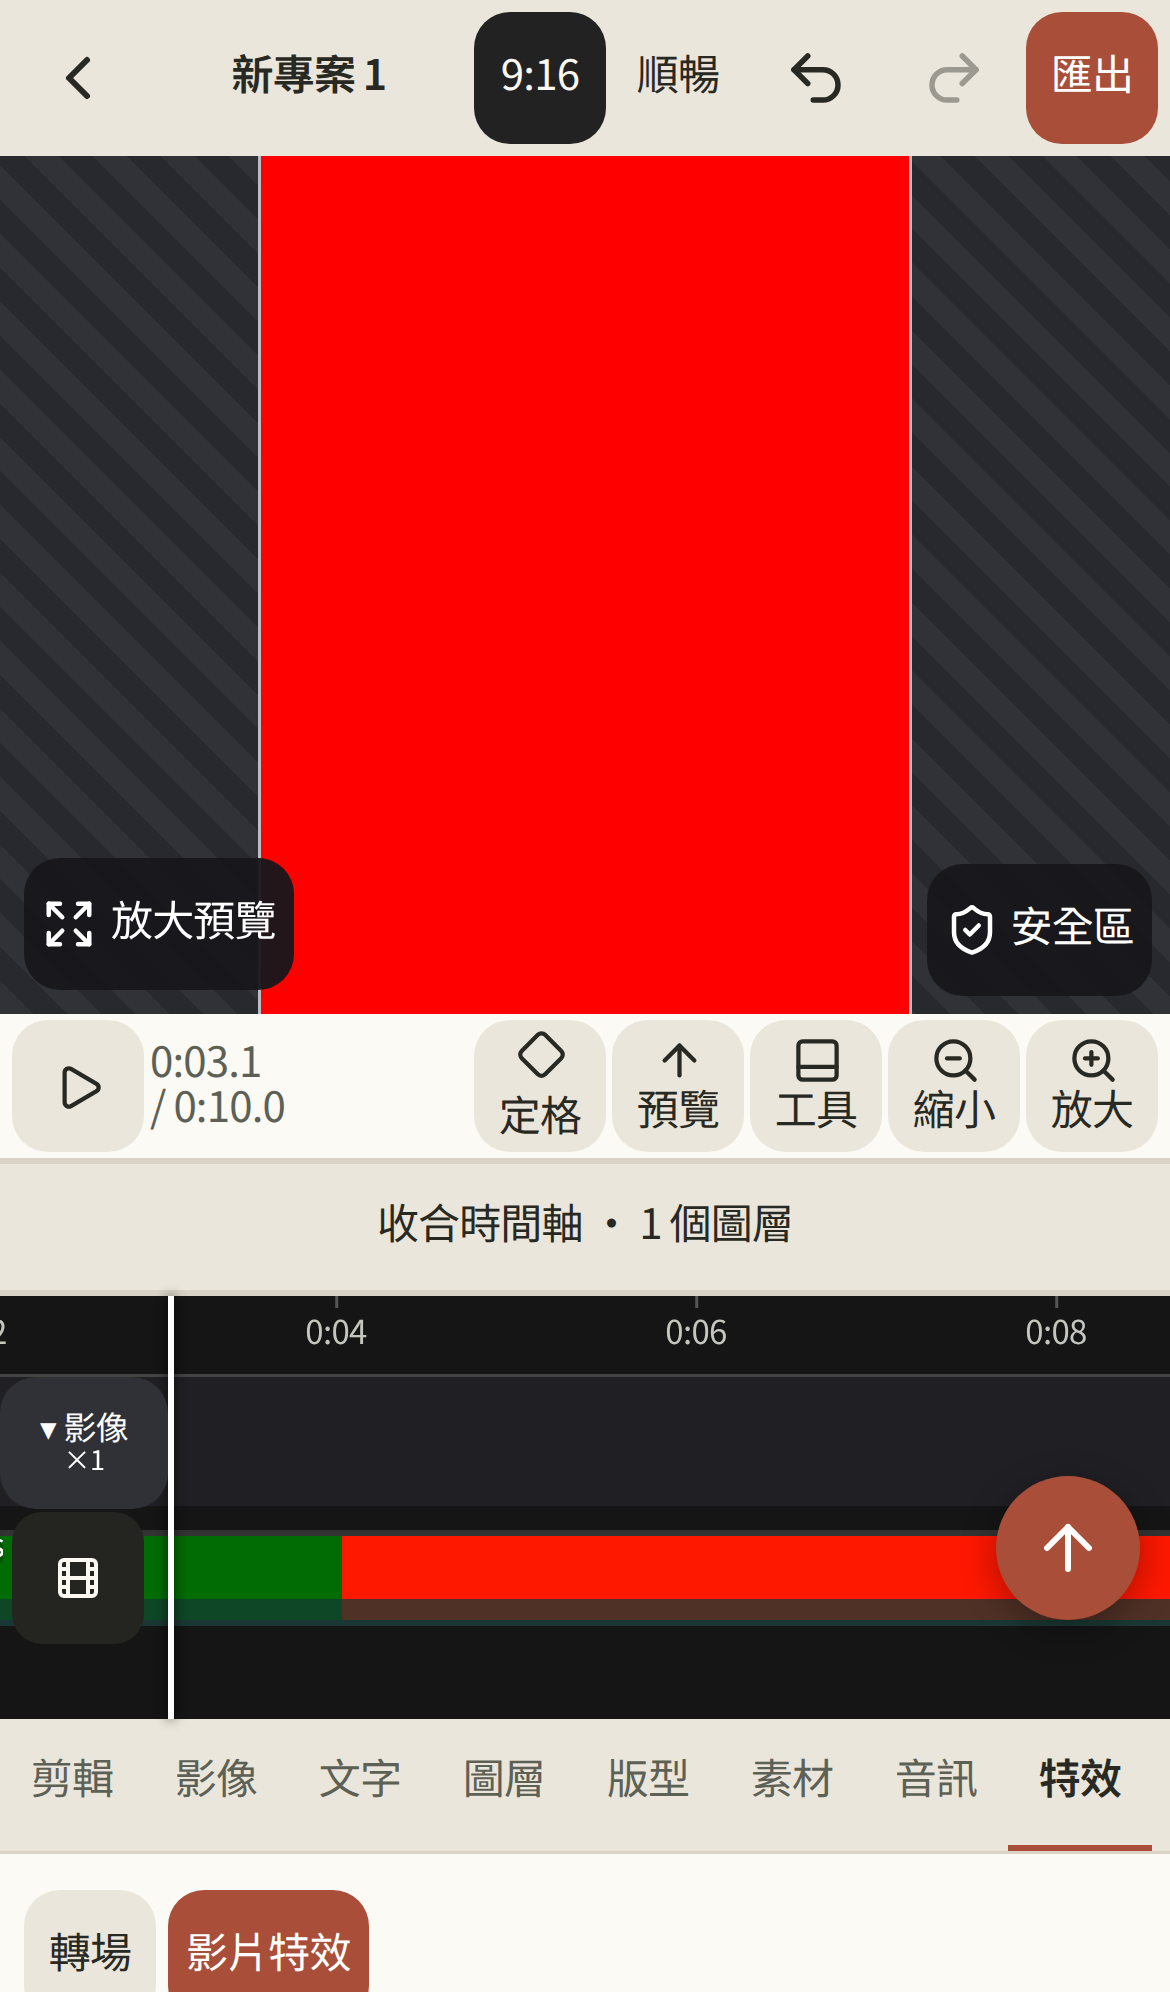 新專案 1
9:16
順暢
匯出
放大預覽
安全區
0:03.1
/ 0:10.0
定格
預覽
工具
縮小
放大
收合時間軸 · 1 個圖層
0:04
0:06
0:08
▾ 影像
×1
剪輯
影像
文字
圖層
版型
素材
音訊
特效
轉場
影片特效